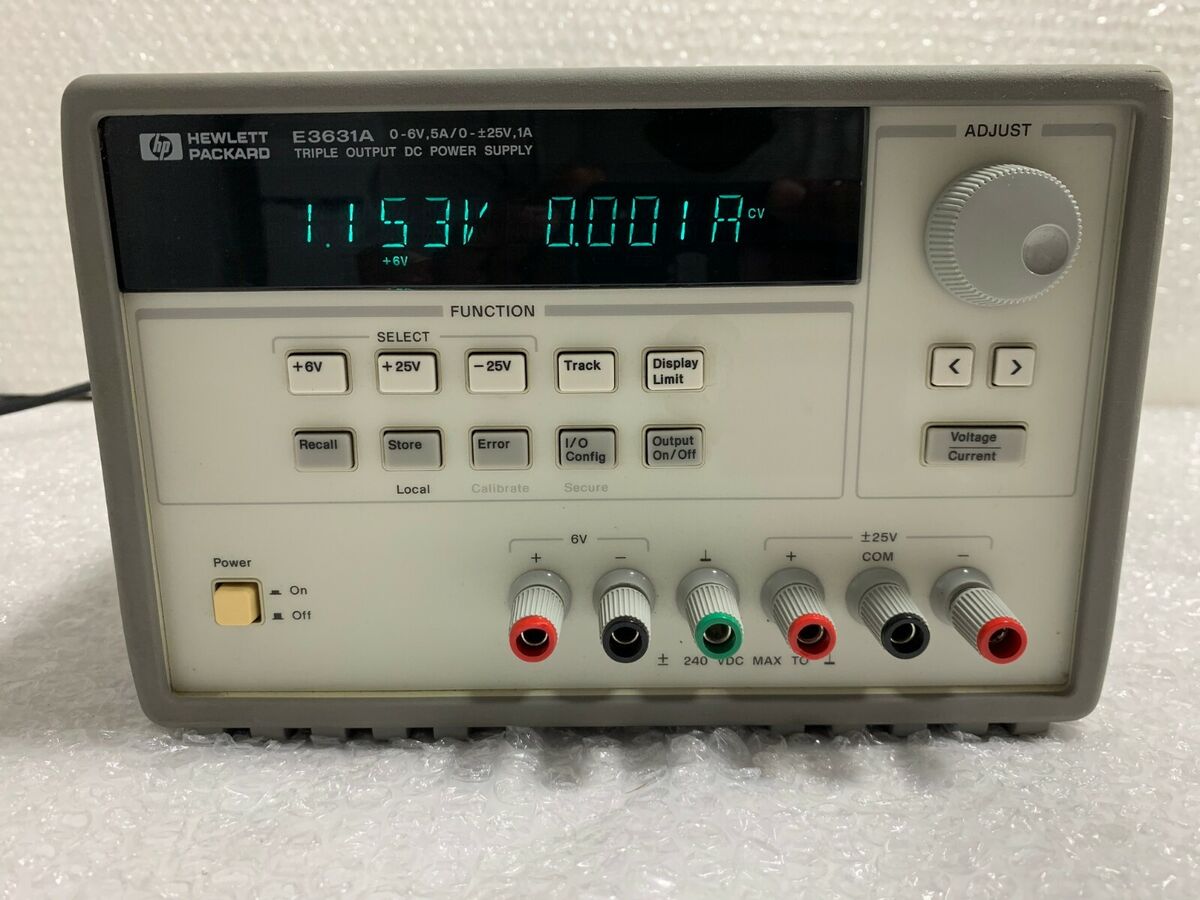 hp HEWLETT PACKARD
E3631A 0-6V,5A/0-±25V,1A
TRIPLE OUTPUT DC POWER SUPPLY
1.153V 0.001A CV
+6V
ADJUST
FUNCTION
SELECT
+6V +25V -25V Track Display Limit
< >
Recall Store Error I/O Config Output On/Off
Voltage Current
Local Calibrate Secure
6V ±25V
+ - ⊥ + COM -
Power
On
Off
± 240 VDC MAX TO ⊥